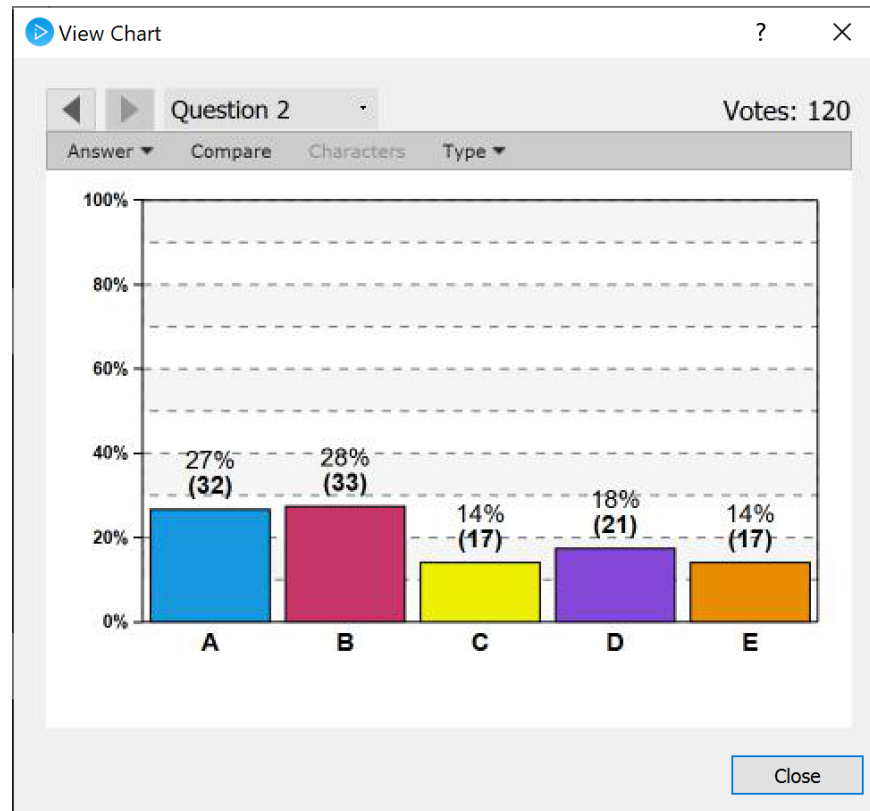 View Chart
?
Question 2
Votes: 120
Answer Compare Characters Type
100%
80%
60%
40%
20%
0%
27%
(32)
28%
(33)
14%
(17)
18%
(21)
14%
(17)
A B C D E
Close